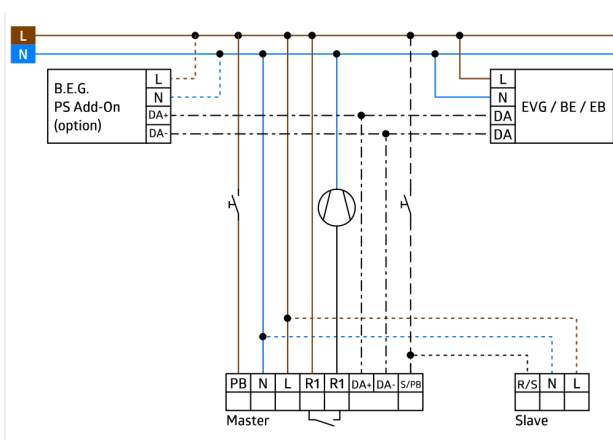 L
N
B.E.G.
PS Add-On
(option)
L
N
DA+
DA-
L
N
DA
DA
EVG / BE / EB
PB N L R1 R1 DA+ DA- S/PB
Master
R/S N L
Slave